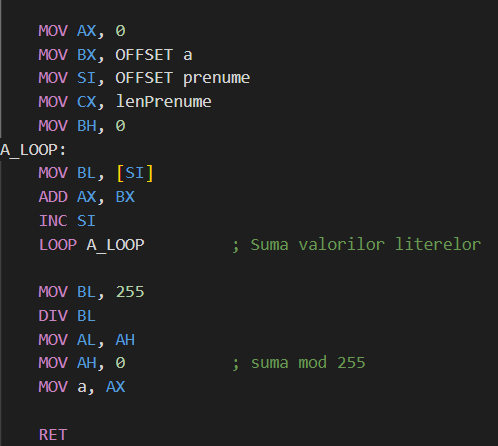 MOV AX, 0
MOV BX, OFFSET a
MOV SI, OFFSET prenume
MOV CX, lenPrenume
MOV BH, 0
A_LOOP:
MOV BL, [SI]
ADD AX, BX
INC SI
LOOP A_LOOP ; Suma valorilor literelor
MOV BL, 255
DIV BL
MOV AL, AH
MOV AH, 0 ; suma mod 255
MOV a, AX
RET